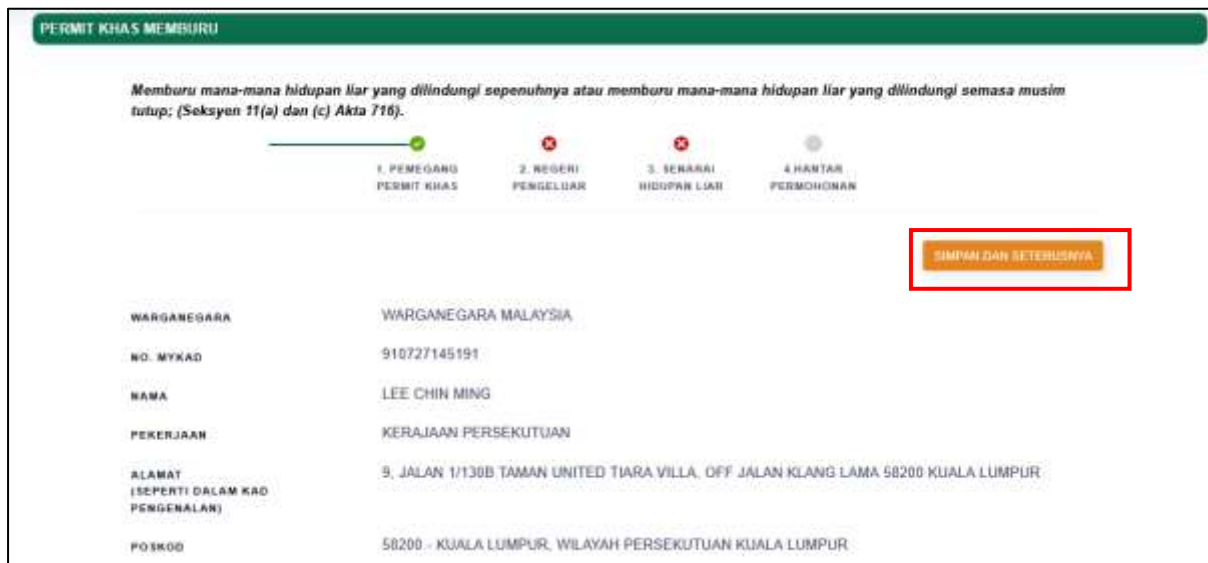 PERMIT KHAS MEMBURU
Memburu mana-mana hidupan liar yang dilindungi sepenuhnya atau memburu mana-mana hidupan liar yang dilindungi semasa musim
tutup; (Seksyen 11(a) dan (c) Akta 716).
1. PEMEGANG PERMIT KHAS
2. NEGERI PENGELUAR
3. SENARAI HIDUPAN LIAR
4.HANTAR PERMOHONAN
SIMPAN DAN SETERUSNYA
WARGANEGARA WARGANEGARA MALAYSIA
NO. MYKAD 910727145191
NAMA LEE CHIN MING
PEKERJAAN KERAJAAN PERSEKUTUAN
ALAMAT 9, JALAN 1/130B TAMAN UNITED TIARA VILLA, OFF JALAN KLANG LAMA 58200 KUALA LUMPUR
(SEPERTI DALAM KAD
PENGENALAN)
POSKOD 58200 - KUALA LUMPUR, WILAYAH PERSEKUTUAN KUALA LUMPUR